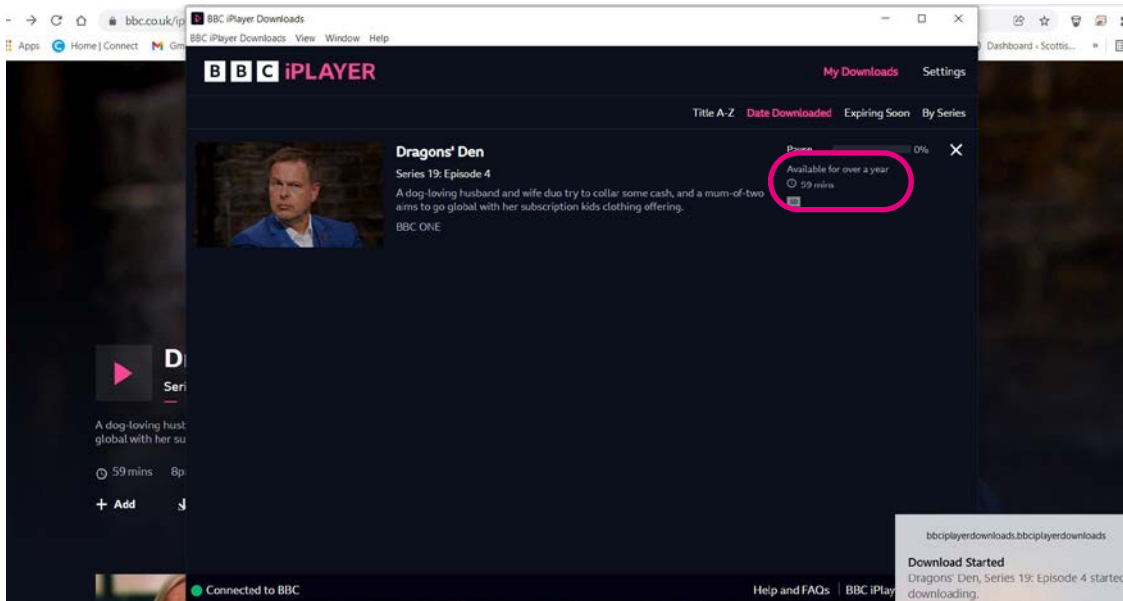 bbc.co.uk/ip
BBC iPlayer Downloads
Apps
Home | Connect
BBC iPlayer Downloads View Window Help
Dashboard ‹ Scottis...
»
BBC iPLAYER
My Downloads Settings
Title A-Z Date Downloaded Expiring Soon By Series
Dragons' Den
Pause 0%
Series 19: Episode 4
Available for over a year
59 mins
A dog-loving husband and wife duo try to collar some cash, and a mum-of-two
aims to go global with her subscription kids clothing offering.
BBC ONE
D
Seri
A dog-loving husb
global with her su
59 mins 8p
+ Add
bbciplayerdownloads.bbciplayerdownloads
Download Started
Dragons' Den, Series 19: Episode 4 started
downloading.
Connected to BBC
Help and FAQs BBC iPlay